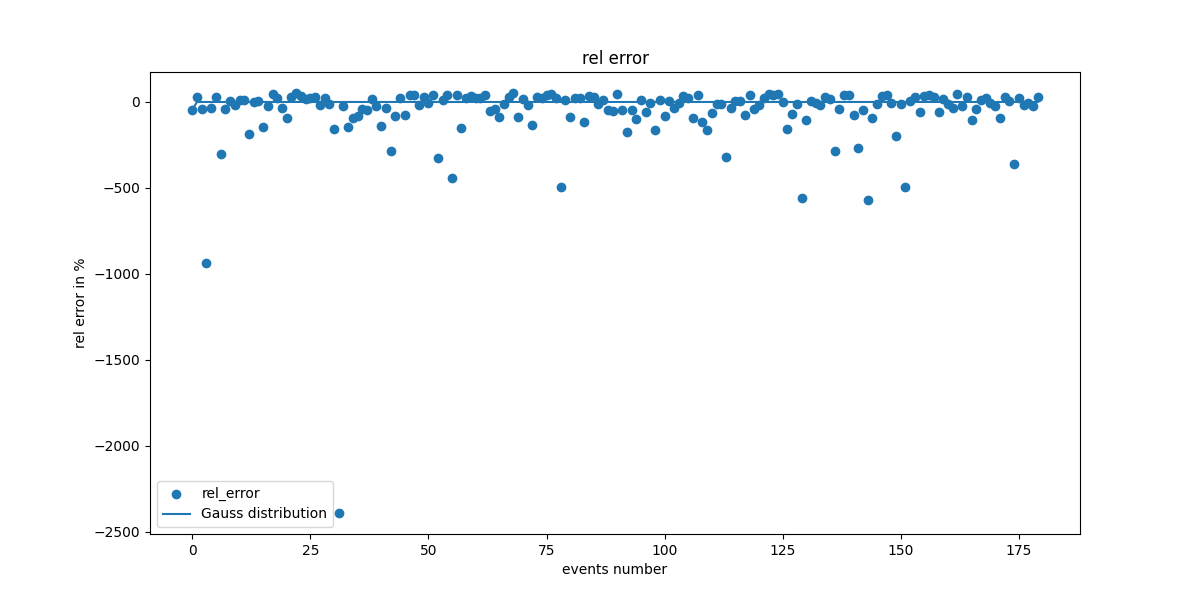 rel error
rel error in %
0
−500
−1000
−1500
−2000
−2500
rel_error
Gauss distribution
0 25 50 75 100 125 150 175
events number